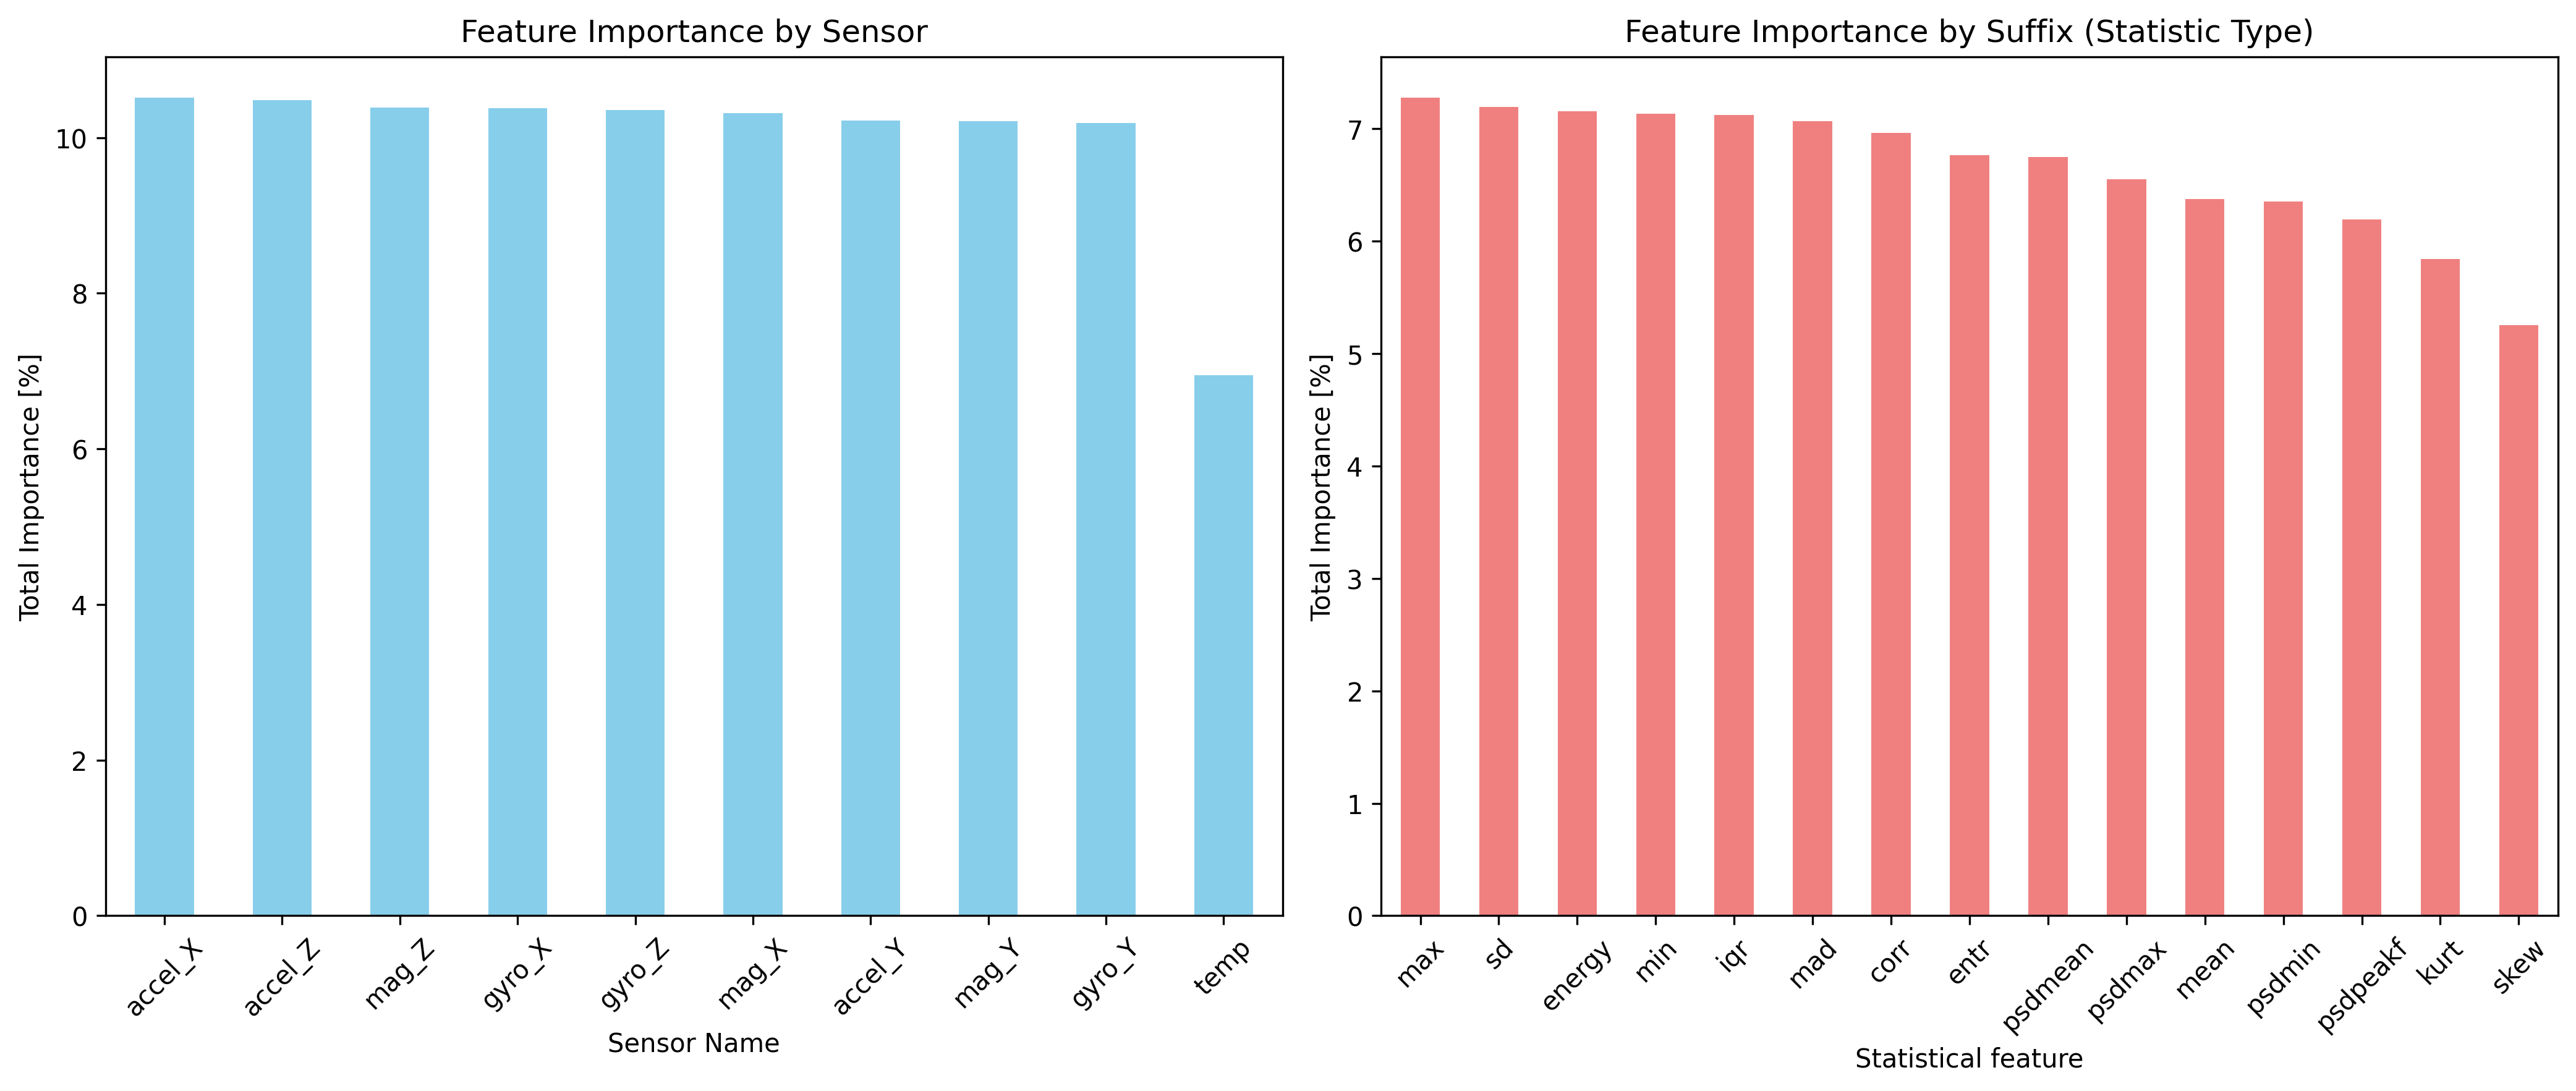 Feature Importance by Sensor
Total Importance [%]
10
8
6
4
2
0
accel_X
accel_Z
mag_Z
gyro_X
gyro_Z
mag_X
accel_Y
mag_Y
gyro_Y
temp
Sensor Name
Feature Importance by Suffix (Statistic Type)
Total Importance [%]
7
6
5
4
3
2
1
0
max
sd
energy
min
iqr
mad
corr
entr
psdmean
psdmax
mean
psdmin
psdpeakf
kurt
skew
Statistical feature